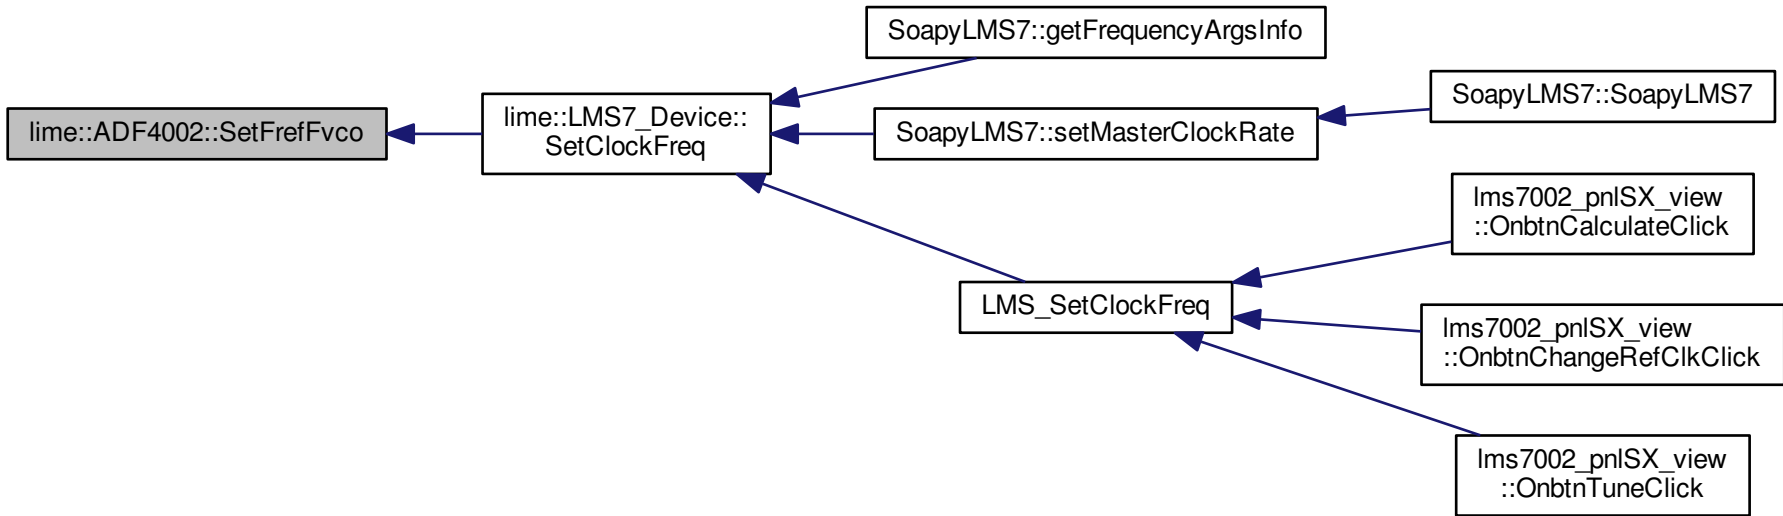 SoapyLMS7::getFrequencyArgsInfo
SoapyLMS7::SoapyLMS7
lime::ADF4002::SetFrefFvco
lime::LMS7_Device::
SetClockFreq
SoapyLMS7::setMasterClockRate
lms7002_pnlSX_view
::OnbtnCalculateClick
LMS_SetClockFreq
lms7002_pnlSX_view
::OnbtnChangeRefClkClick
lms7002_pnlSX_view
::OnbtnTuneClick